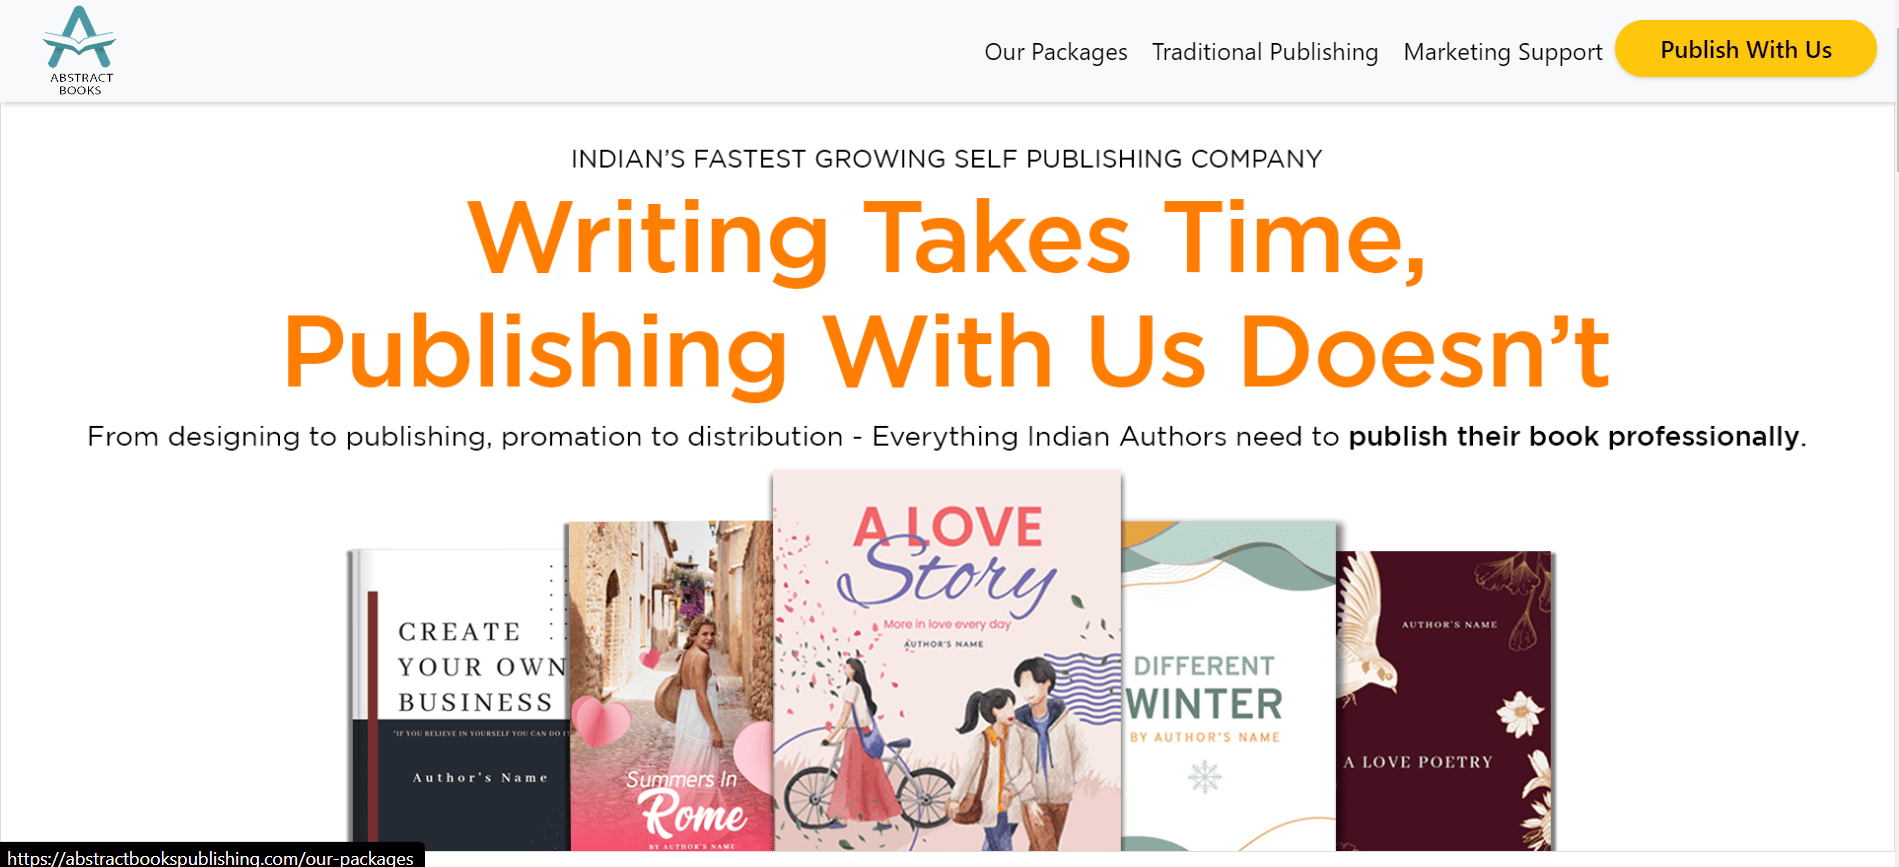 ABSTRACT
BOOKS
Our Packages
Traditional Publishing
Marketing Support
Publish With Us
INDIAN’S FASTEST GROWING SELF PUBLISHING COMPANY
Writing Takes Time,
Publishing With Us Doesn’t
From designing to publishing, promation to distribution - Everything Indian Authors need to publish their book professionally.
CREATE
YOUR OWN
BUSINESS
"IF YOU BELIEVE IN YOURSELF YOU CAN DO IT
Author's Name
Summers In
Rome
BY AUTHOR'S NAME
A LOVE
Story
More in love every day
AUTHOR'S NAME
DIFFERENT
WINTER
BY AUTHOR'S NAME
AUTHOR'S NAME
A LOVE POETRY
https://abstractbookspublishing.com/our-packages